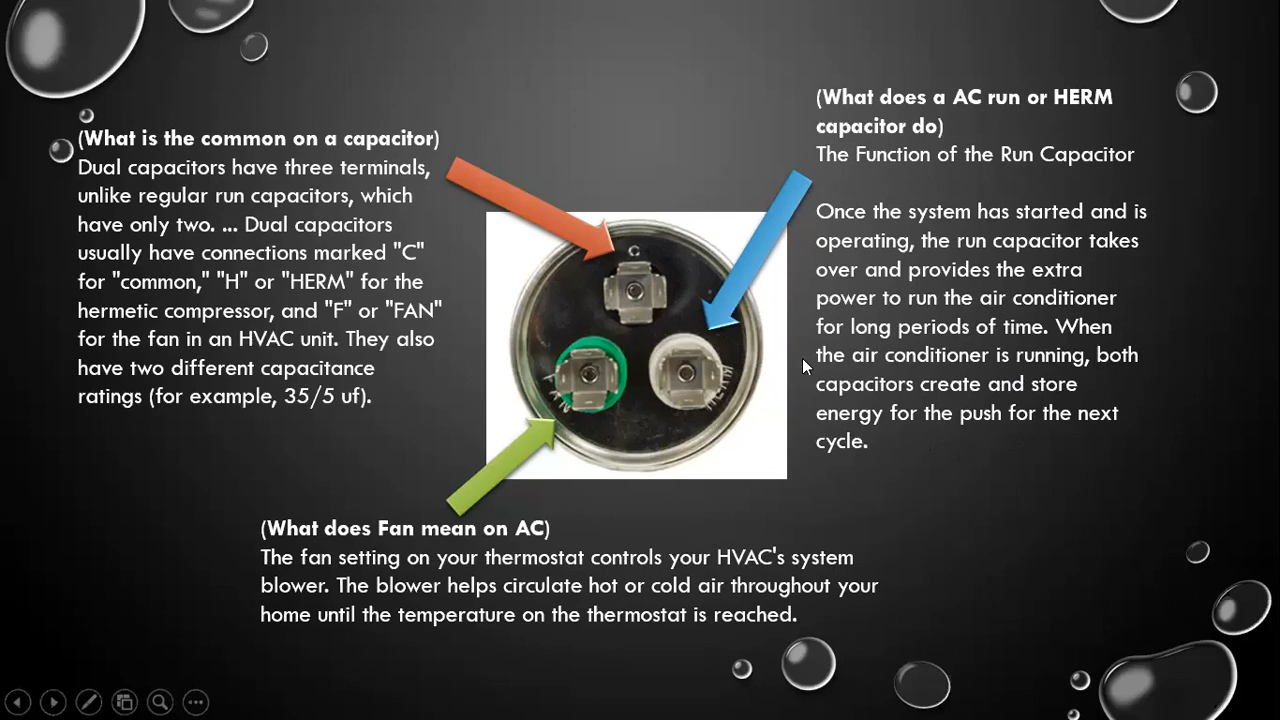 (What is the common on a capacitor)
Dual capacitors have three terminals,
unlike regular run capacitors, which
have only two. ... Dual capacitors
usually have connections marked "C"
for "common," "H" or "HERM" for the
hermetic compressor, and "F" or "FAN"
for the fan in an HVAC unit. They also
have two different capacitance
ratings (for example, 35/5 uf).
(What does a AC run or HERM
capacitor do)
The Function of the Run Capacitor
Once the system has started and is
operating, the run capacitor takes
over and provides the extra
power to run the air conditioner
for long periods of time. When
the air conditioner is running, both
capacitors create and store
energy for the push for the next
cycle.
C
FAN
HERM
(What does Fan mean on AC)
The fan setting on your thermostat controls your HVAC's system
blower. The blower helps circulate hot or cold air throughout your
home until the temperature on the thermostat is reached.